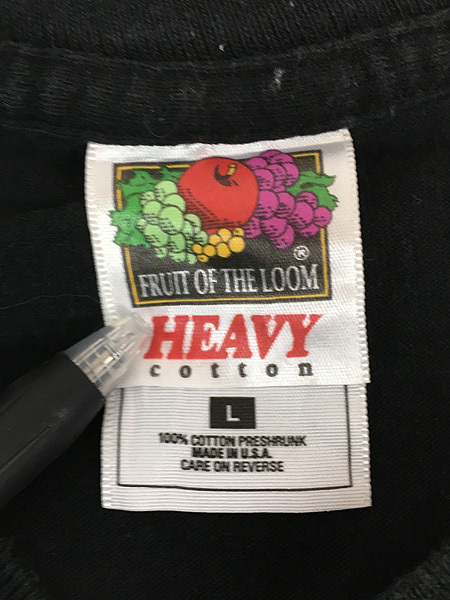 ®
FRUIT OF THE LOOM
HEAVY
cotton
L
100% COTTON PRESHRUNK
MADE IN U.S.A.
CARE ON REVERSE